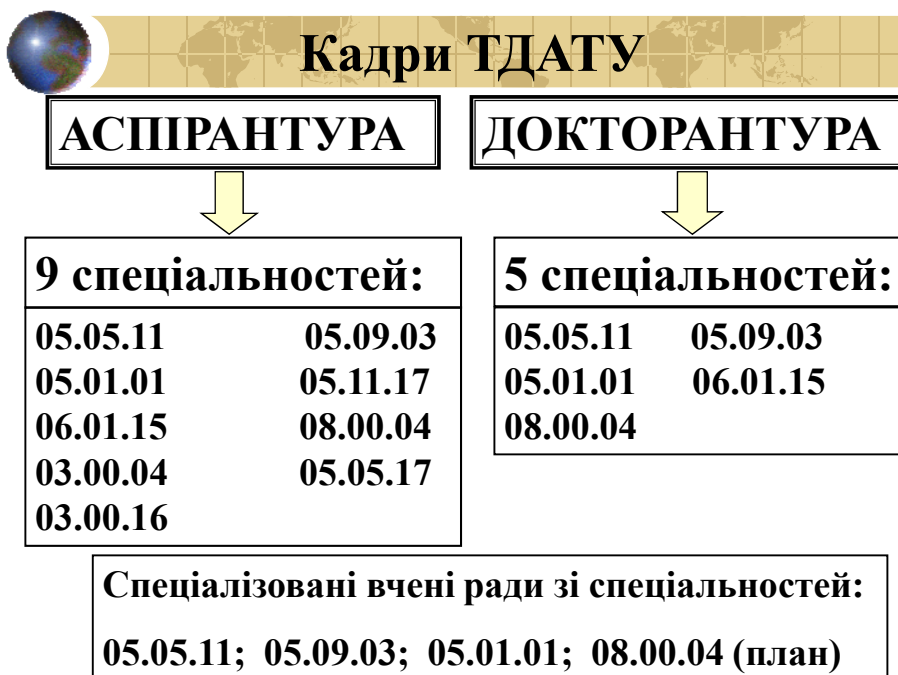 Кадри ТДАТУ
АСПІРАНТУРА
9 спеціальностей:
05.05.11 05.09.03
05.01.01 05.11.17
06.01.15 08.00.04
03.00.04 05.05.17
03.00.16
ДОКТОРАНТУРА
5 спеціальностей:
05.05.11 05.09.03
05.01.01 06.01.15
08.00.04
Спеціалізовані вчені ради зі спеціальностей:
05.05.11; 05.09.03; 05.01.01; 08.00.04 (план)